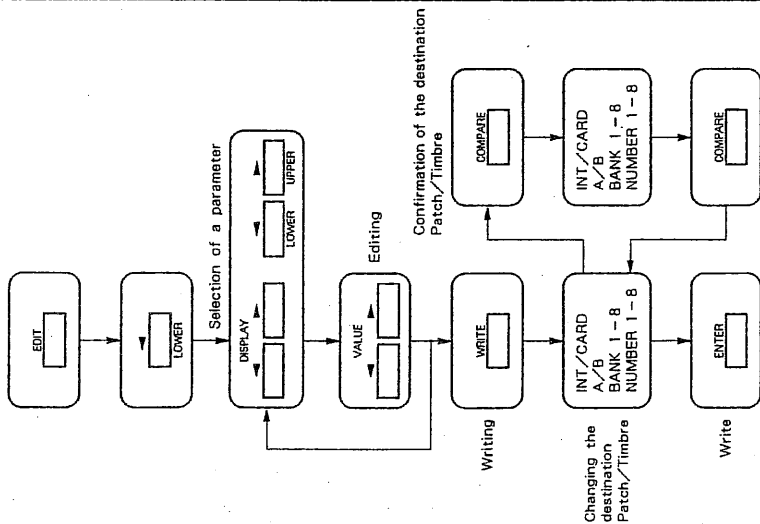 EDIT
LOWER
Selection of a parameter
DISPLAY
LOWER
UPPER
Editing
VALUE
Writing
WRITE
Changing the
destination
Patch/Timbre
INT/CARD
A/B
BANK 1 – 8
NUMBER 1 – 8
Write
ENTER
Confirmation of the destination
Patch/Timbre
COMPARE
INT/CARD
A/B
BANK 1 – 8
NUMBER 1 – 8
COMPARE